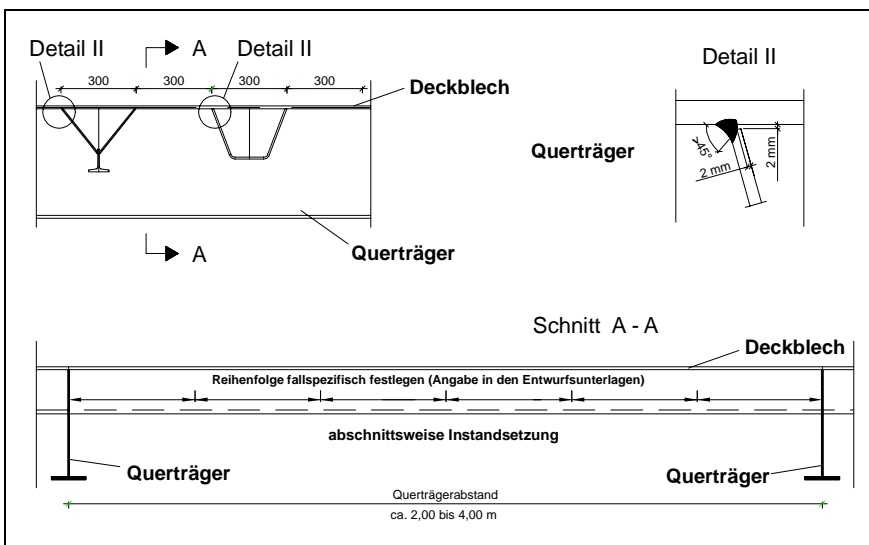 Detail II
A
Detail II
300
300
300
300
Deckblech
Querträger
A
Detail II
Querträger
≥45°
2 mm
2 mm
Schnitt A - A
Deckblech
Reihenfolge fallspezifisch festlegen (Angabe in den Entwurfsunterlagen)
abschnittsweise Instandsetzung
Querträger
Querträger
Querträgerabstand
ca. 2,00 bis 4,00 m